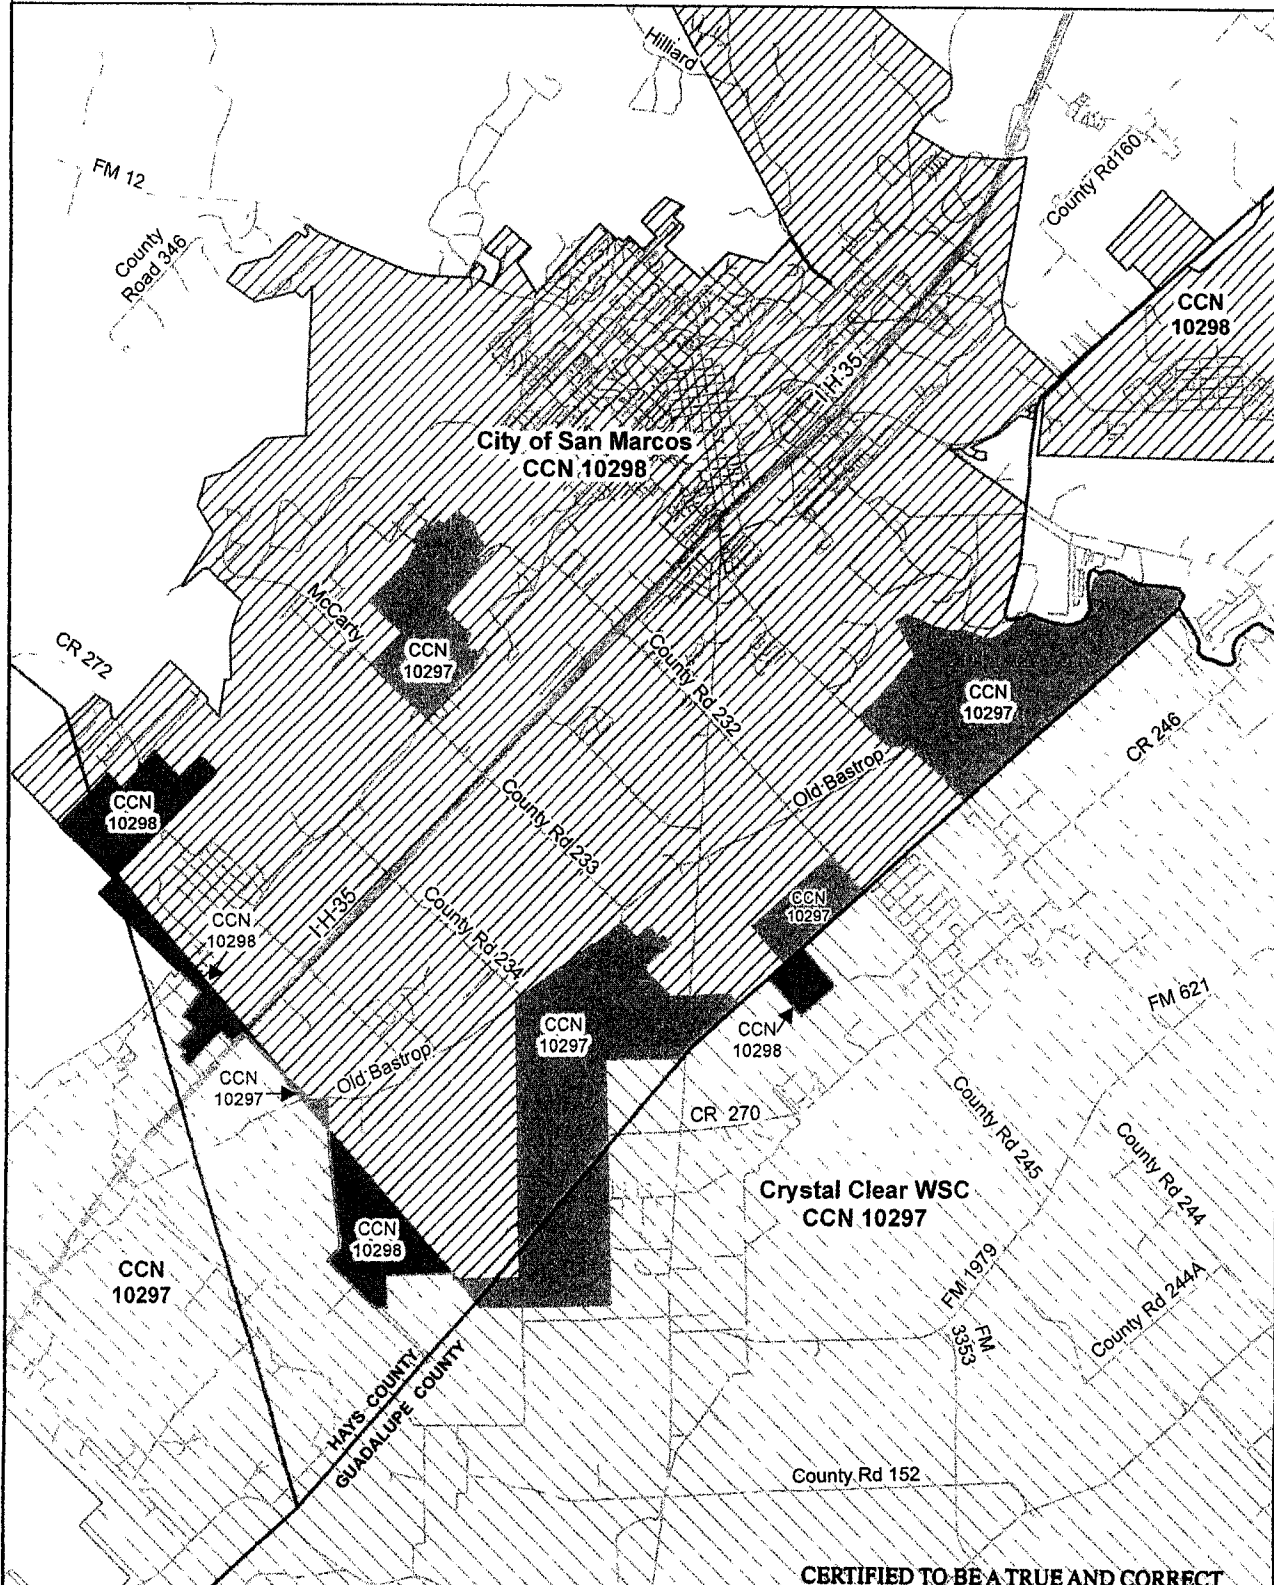 Hilliard
FM 12
County
Road 346
County Rd160
CCN
10298
I H-35
City of San Marcos
CCN 10298
McCarty
CCN
10297
CR 272
County Rd 232
CCN
10297
CR 246
Old Bastrop
CCN
10298
County Rd 233
CCN
10297
I H-35
County Rd 234
CCN
10298
FM 621
CCN
10297
CCN
10298
Old Bastrop
CCN
10297
CR 270
County Rd 245
County Rd 244
Crystal Clear WSC
CCN 10297
CCN
10298
CCN
10297
FM 1979
County Rd 244A
FM
3353
HAYS COUNTY
GUADALUPE COUNTY
County Rd 152
CERTIFIED TO BE A TRUE AND CORRECT